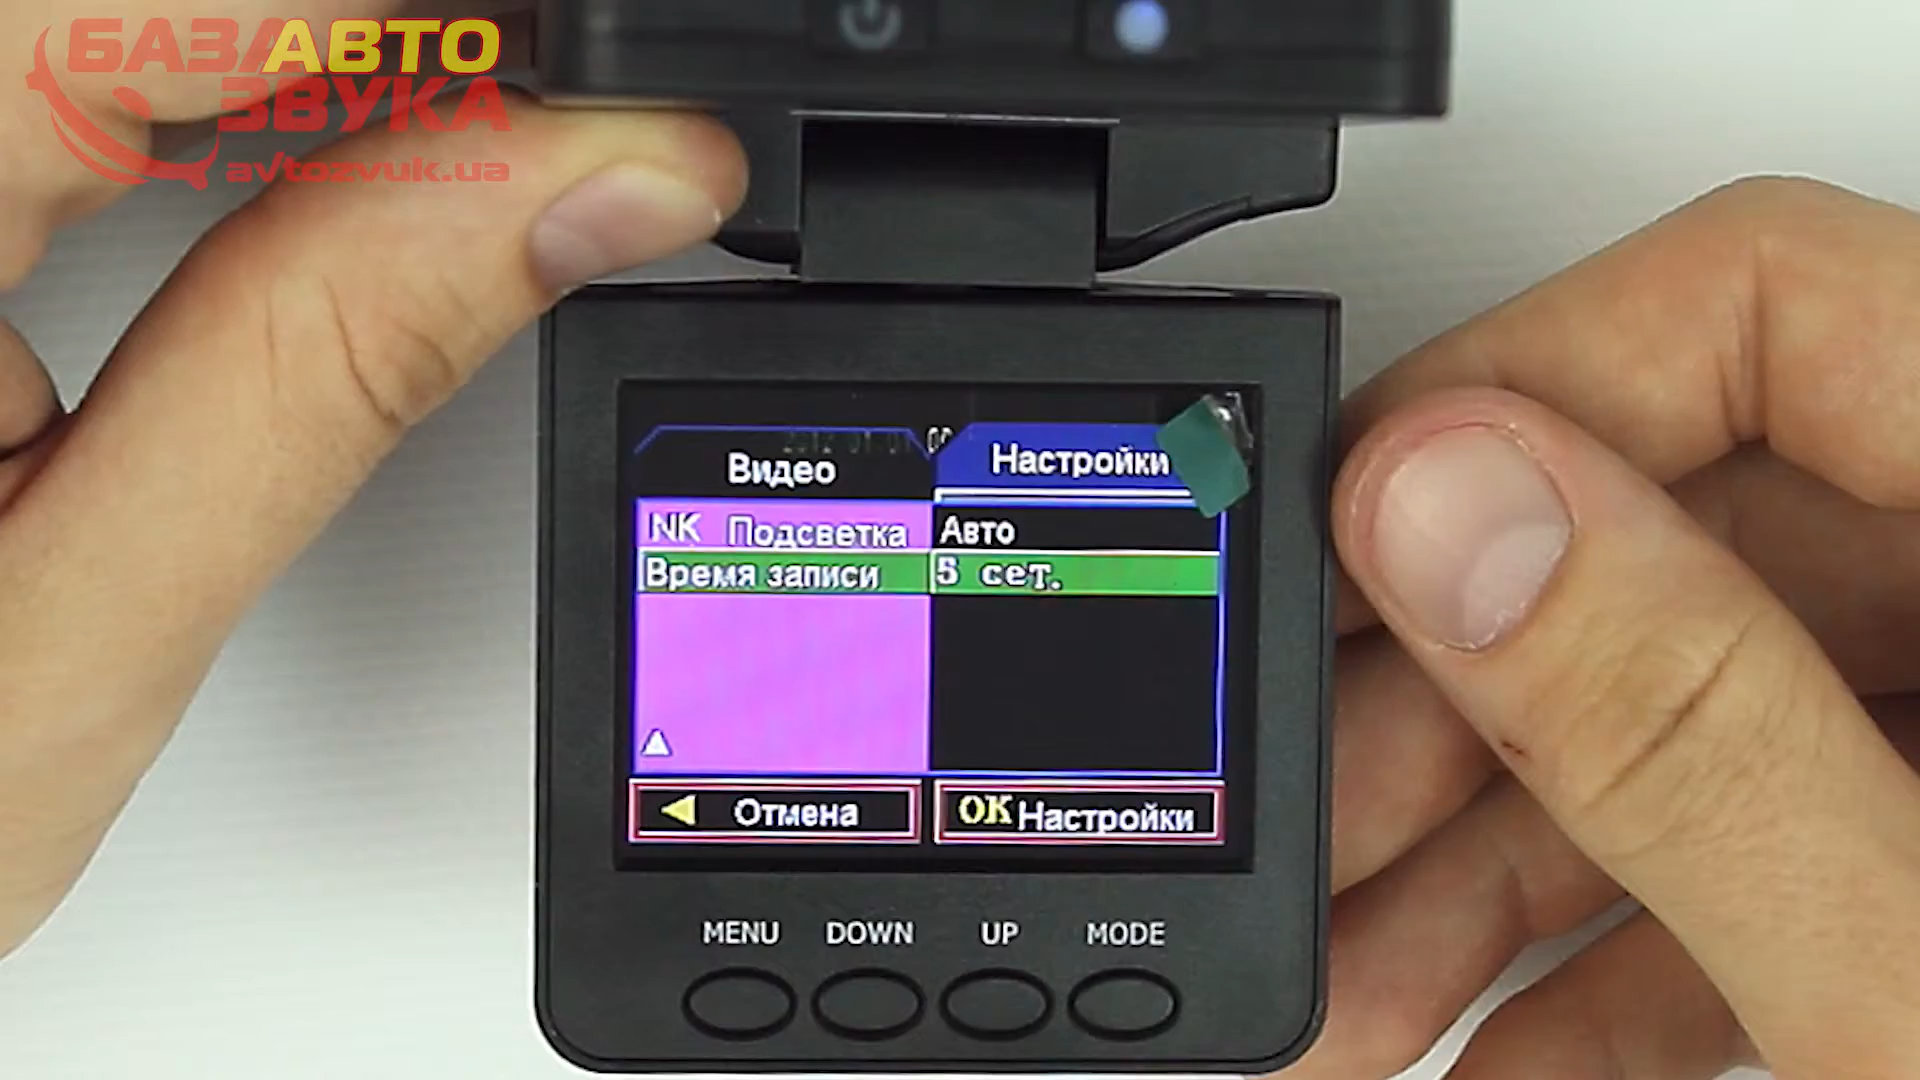 БАЗА АВТО
ЗВУКА
avtozvuk.ua
Видео
Настройки
NK Подсветка
Авто
Время записи
5 сет.
Отмена
OK Настройки
MENU DOWN UP MODE